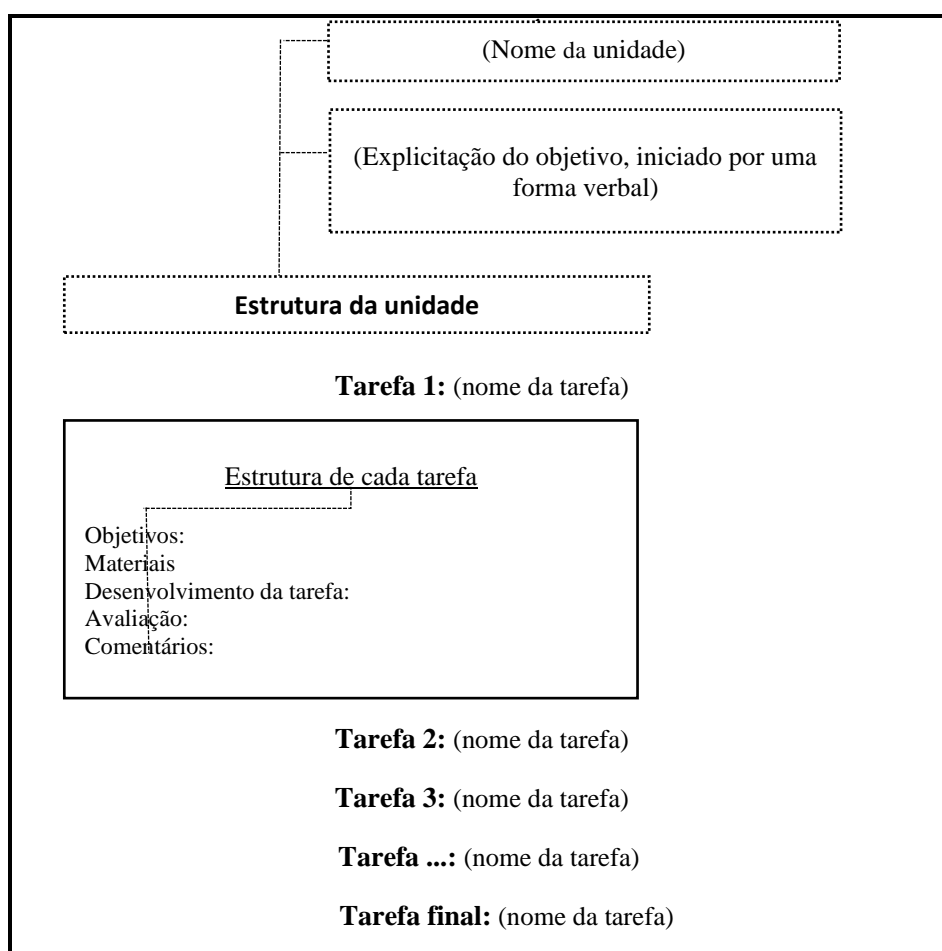 (Nome da unidade)
(Explicitação do objetivo, iniciado por uma
forma verbal)
Estrutura da unidade
Tarefa 1: (nome da tarefa)
Estrutura de cada tarefa
Objetivos:
Materiais
Desenvolvimento da tarefa:
Avaliação:
Comentários:
Tarefa 2: (nome da tarefa)
Tarefa 3: (nome da tarefa)
Tarefa ...: (nome da tarefa)
Tarefa final: (nome da tarefa)